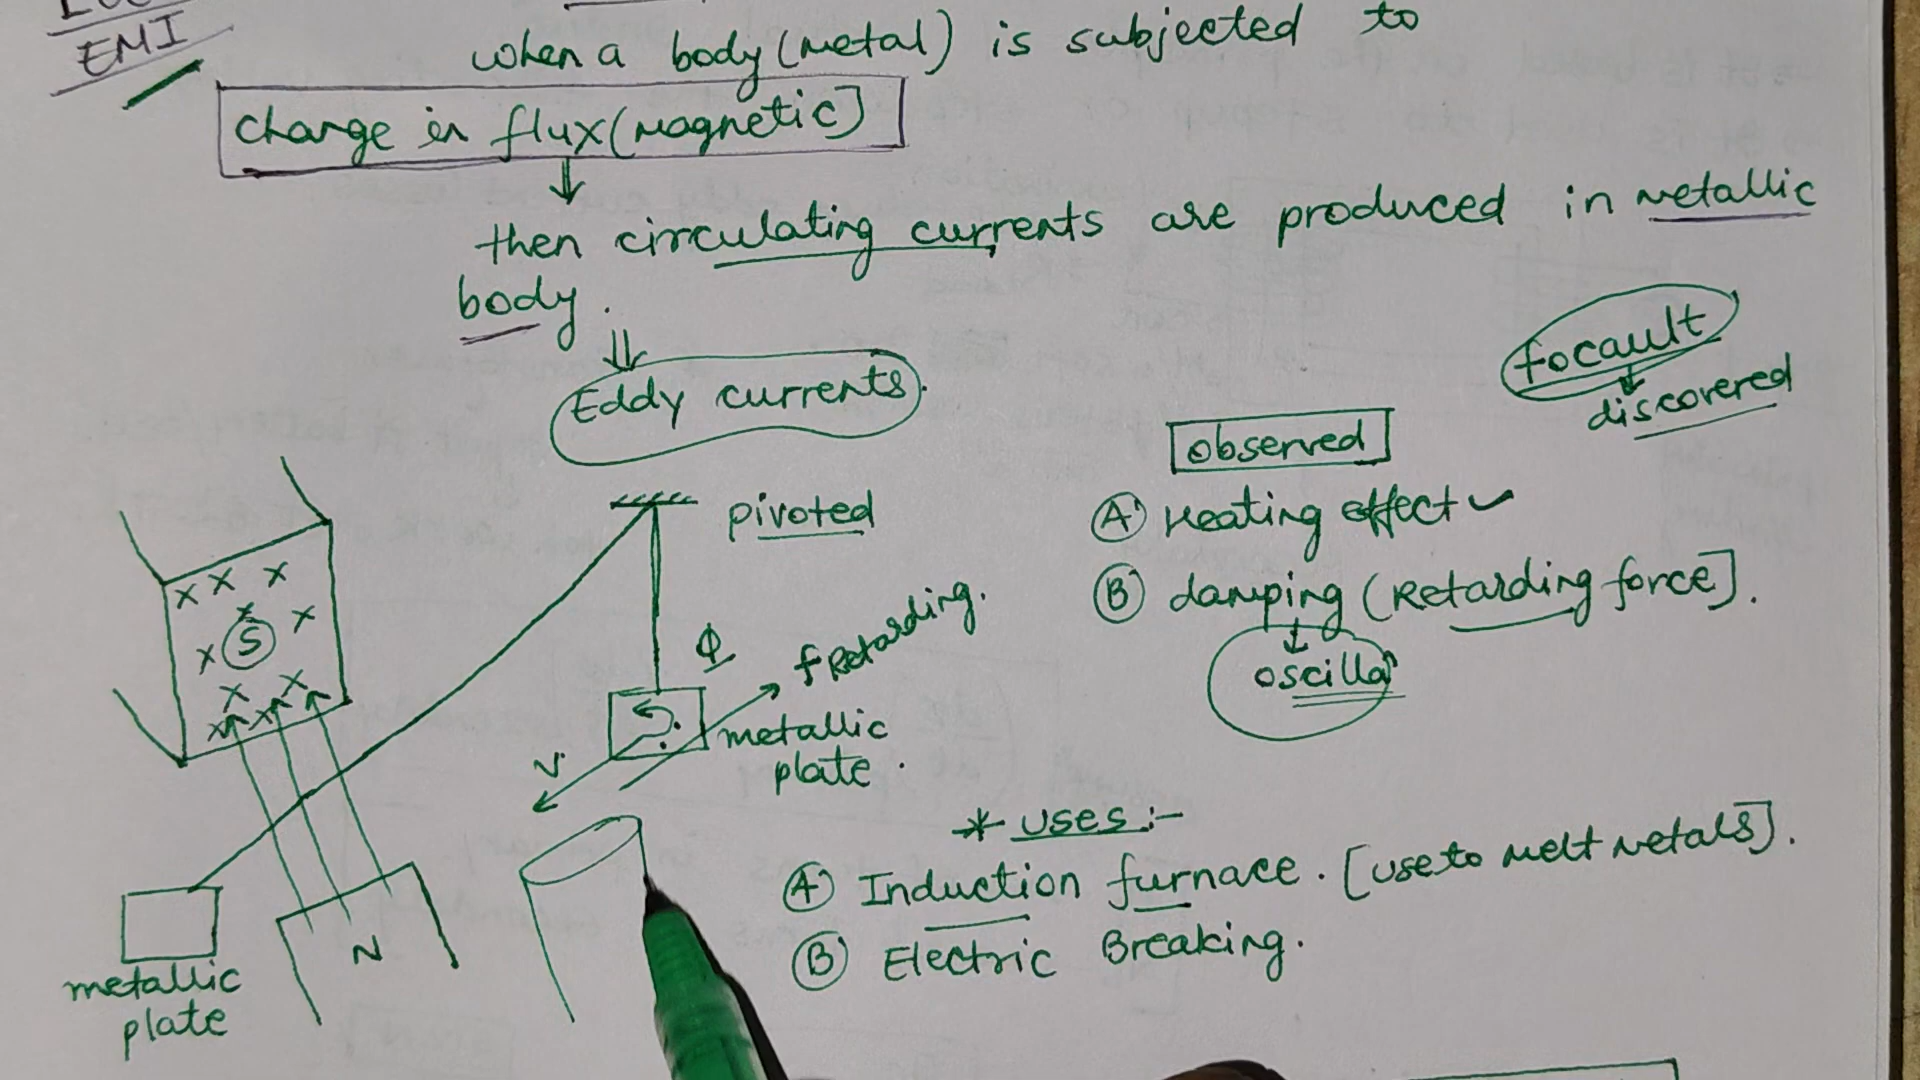 EMI
when a body (metal) is subjected to
change in flux (magnetic]
then circulating currents are produced in metallic
body.
Eddy currents.
focault
discovered
observed
pivoted
(A) Heating effect ✓
(B) damping (Retarding force].
oscilla
x x x
x x
S
x
x x
x x
ϕ
f Retarding.
metallic
plate.
v
* uses:-
(A) Induction furnace. [use to melt metals].
(B) Electric Breaking.
N
metallic
plate